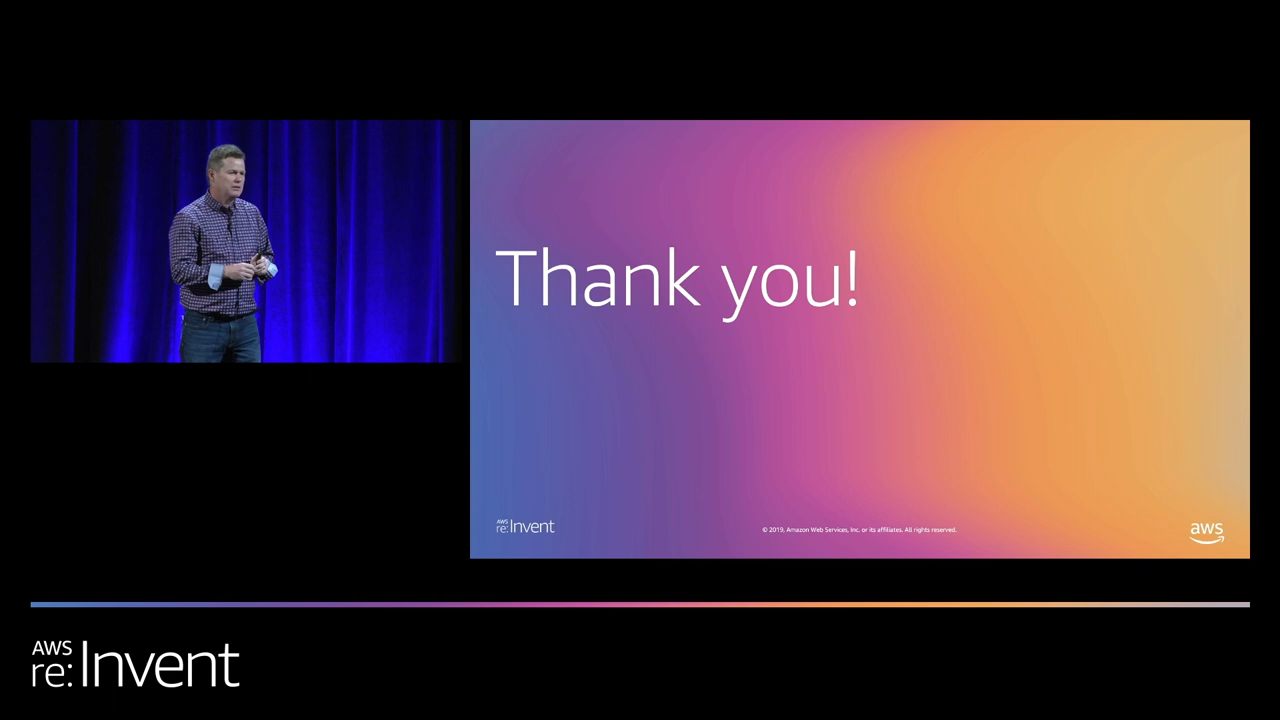 Thank you!
AWS
re:Invent
© 2019, Amazon Web Services, Inc. or its affiliates. All rights reserved.
aws
AWS
re:Invent